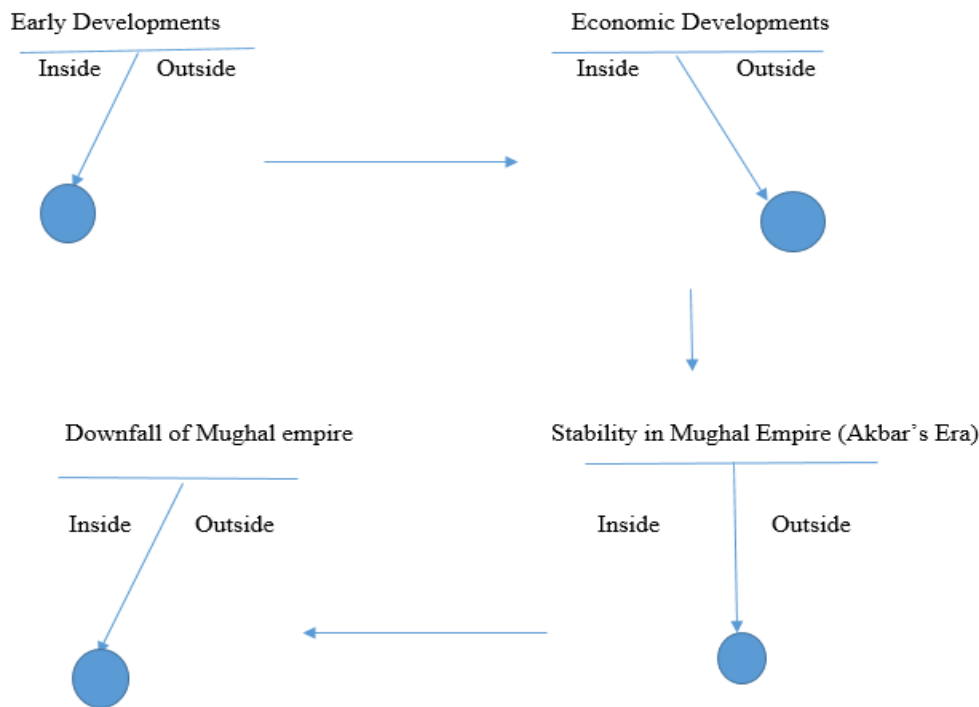 Early Developments
Inside Outside
Economic Developments
Inside Outside
Stability in Mughal Empire (Akbar's Era)
Inside Outside
Downfall of Mughal empire
Inside Outside